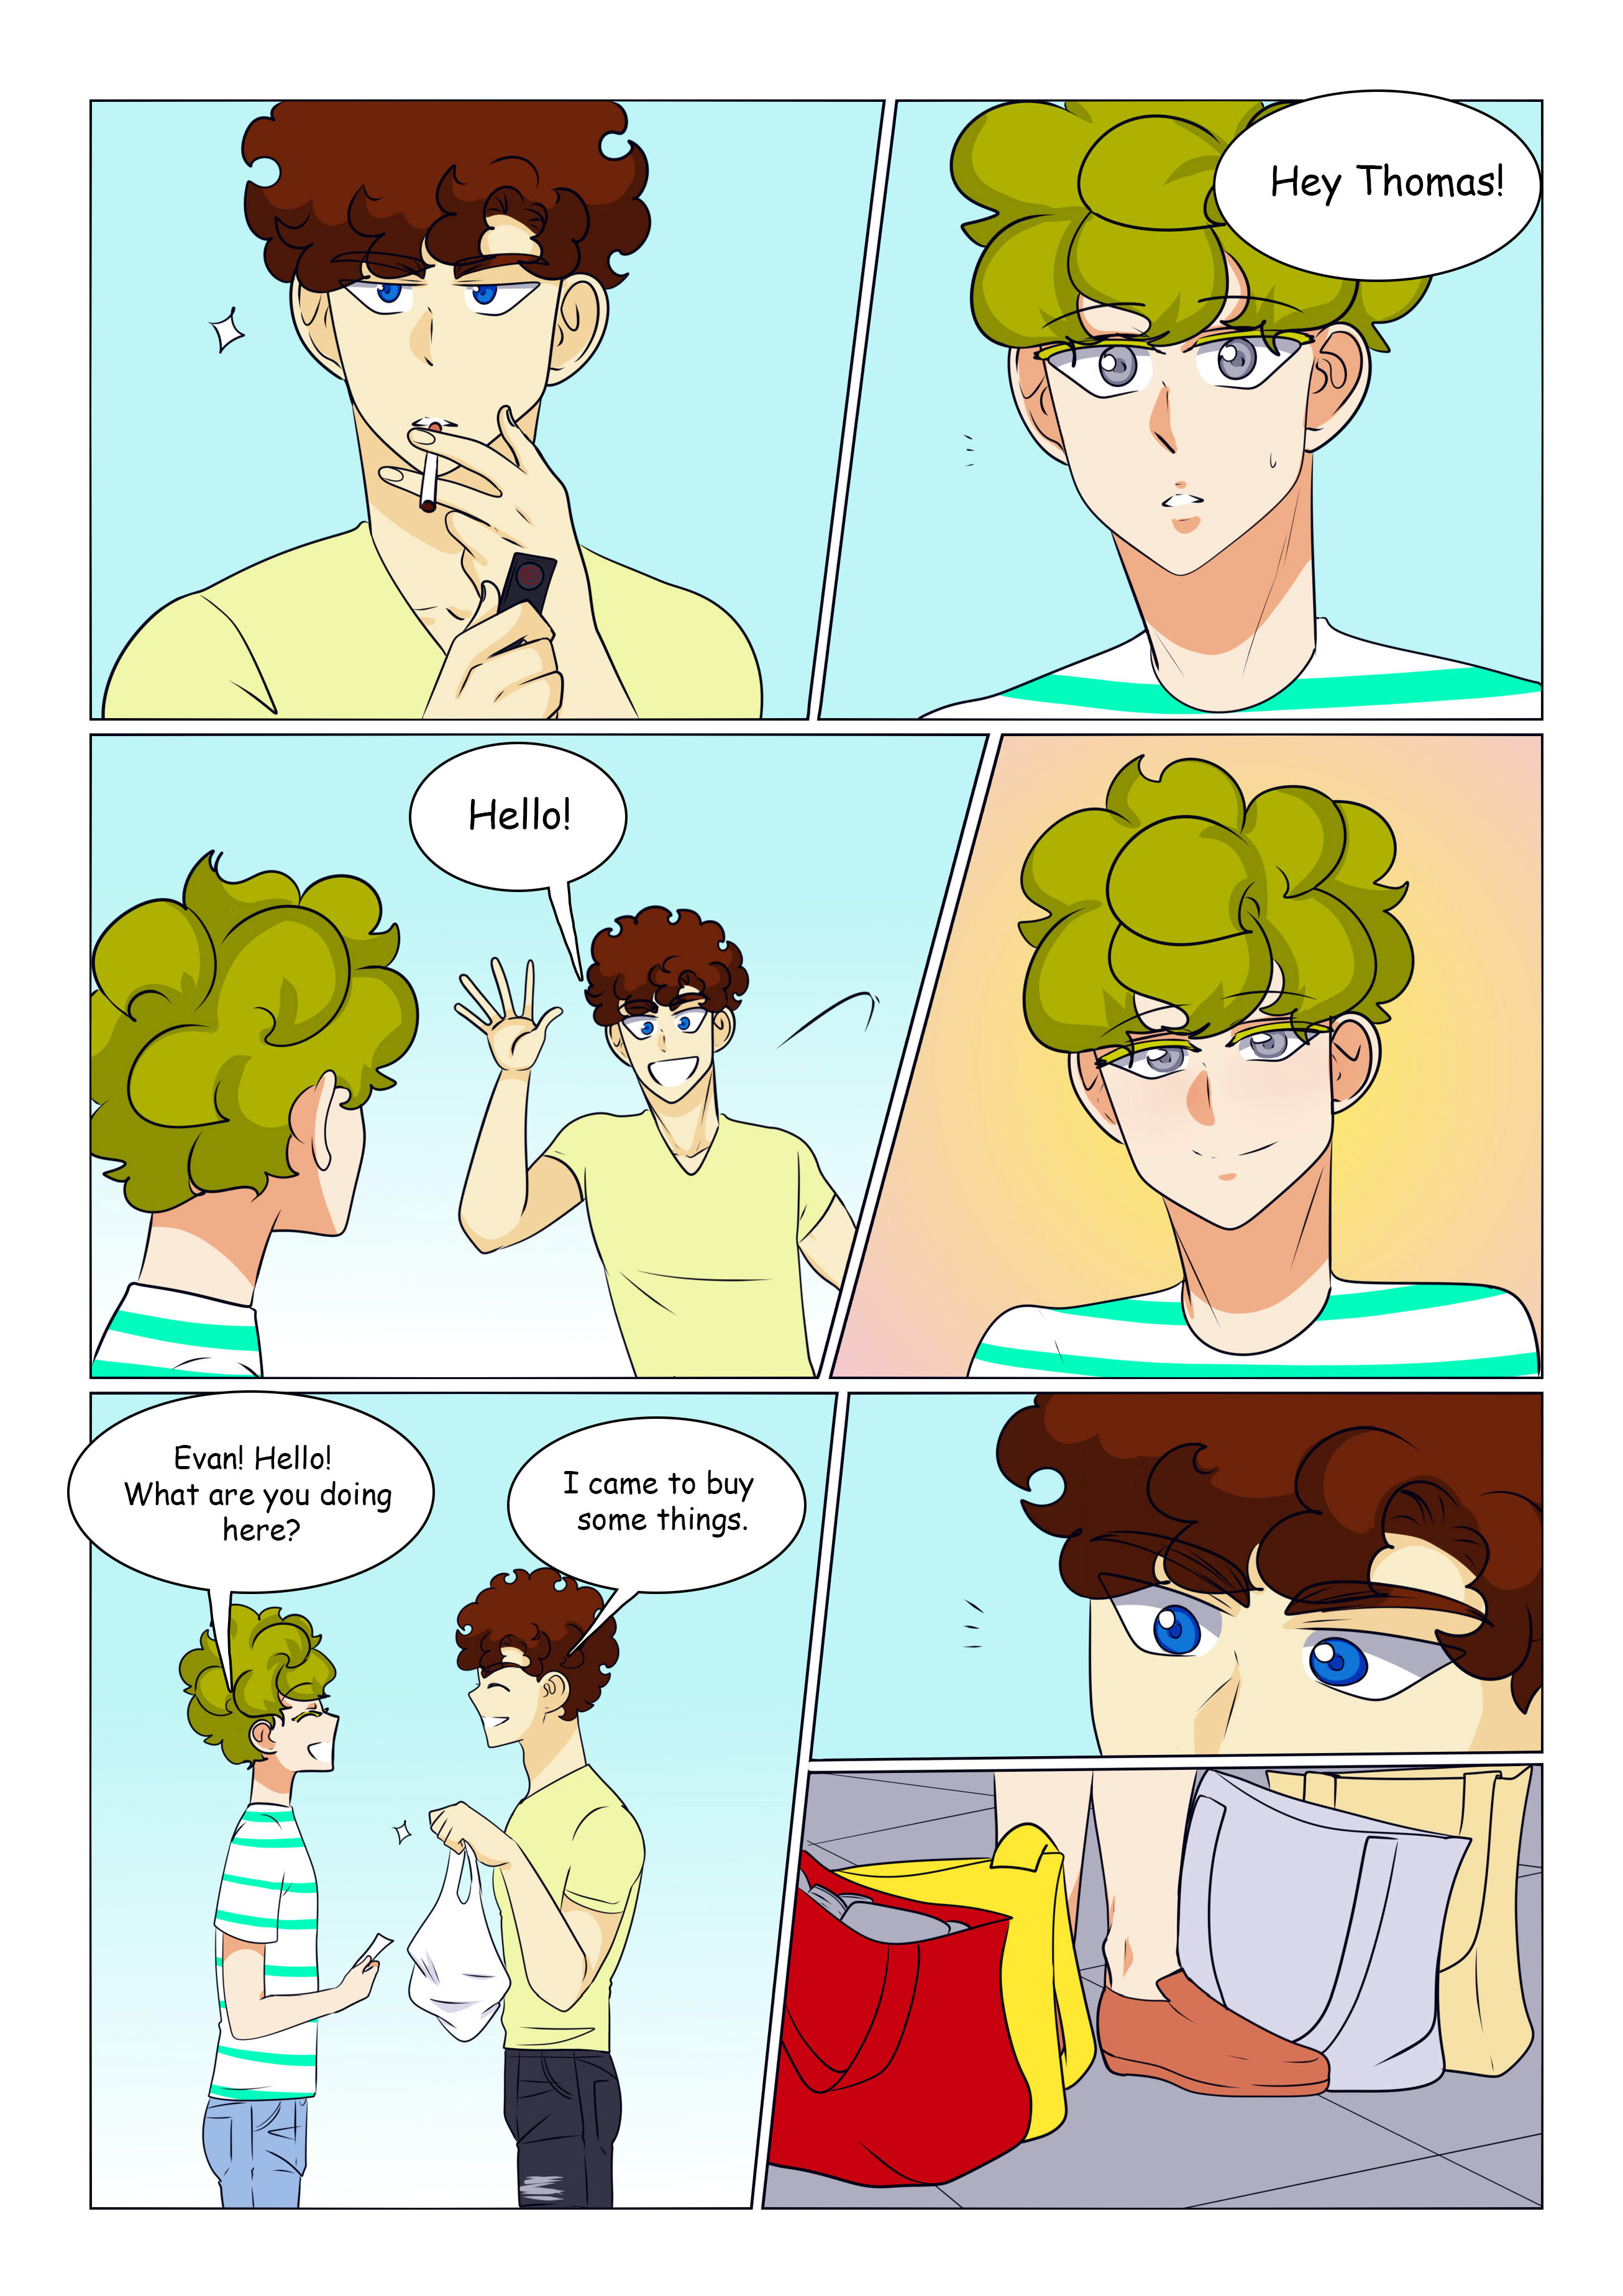 Hey Thomas!
Hello!
Evan! Hello!
What are you doing
here?
I came to buy
some things.